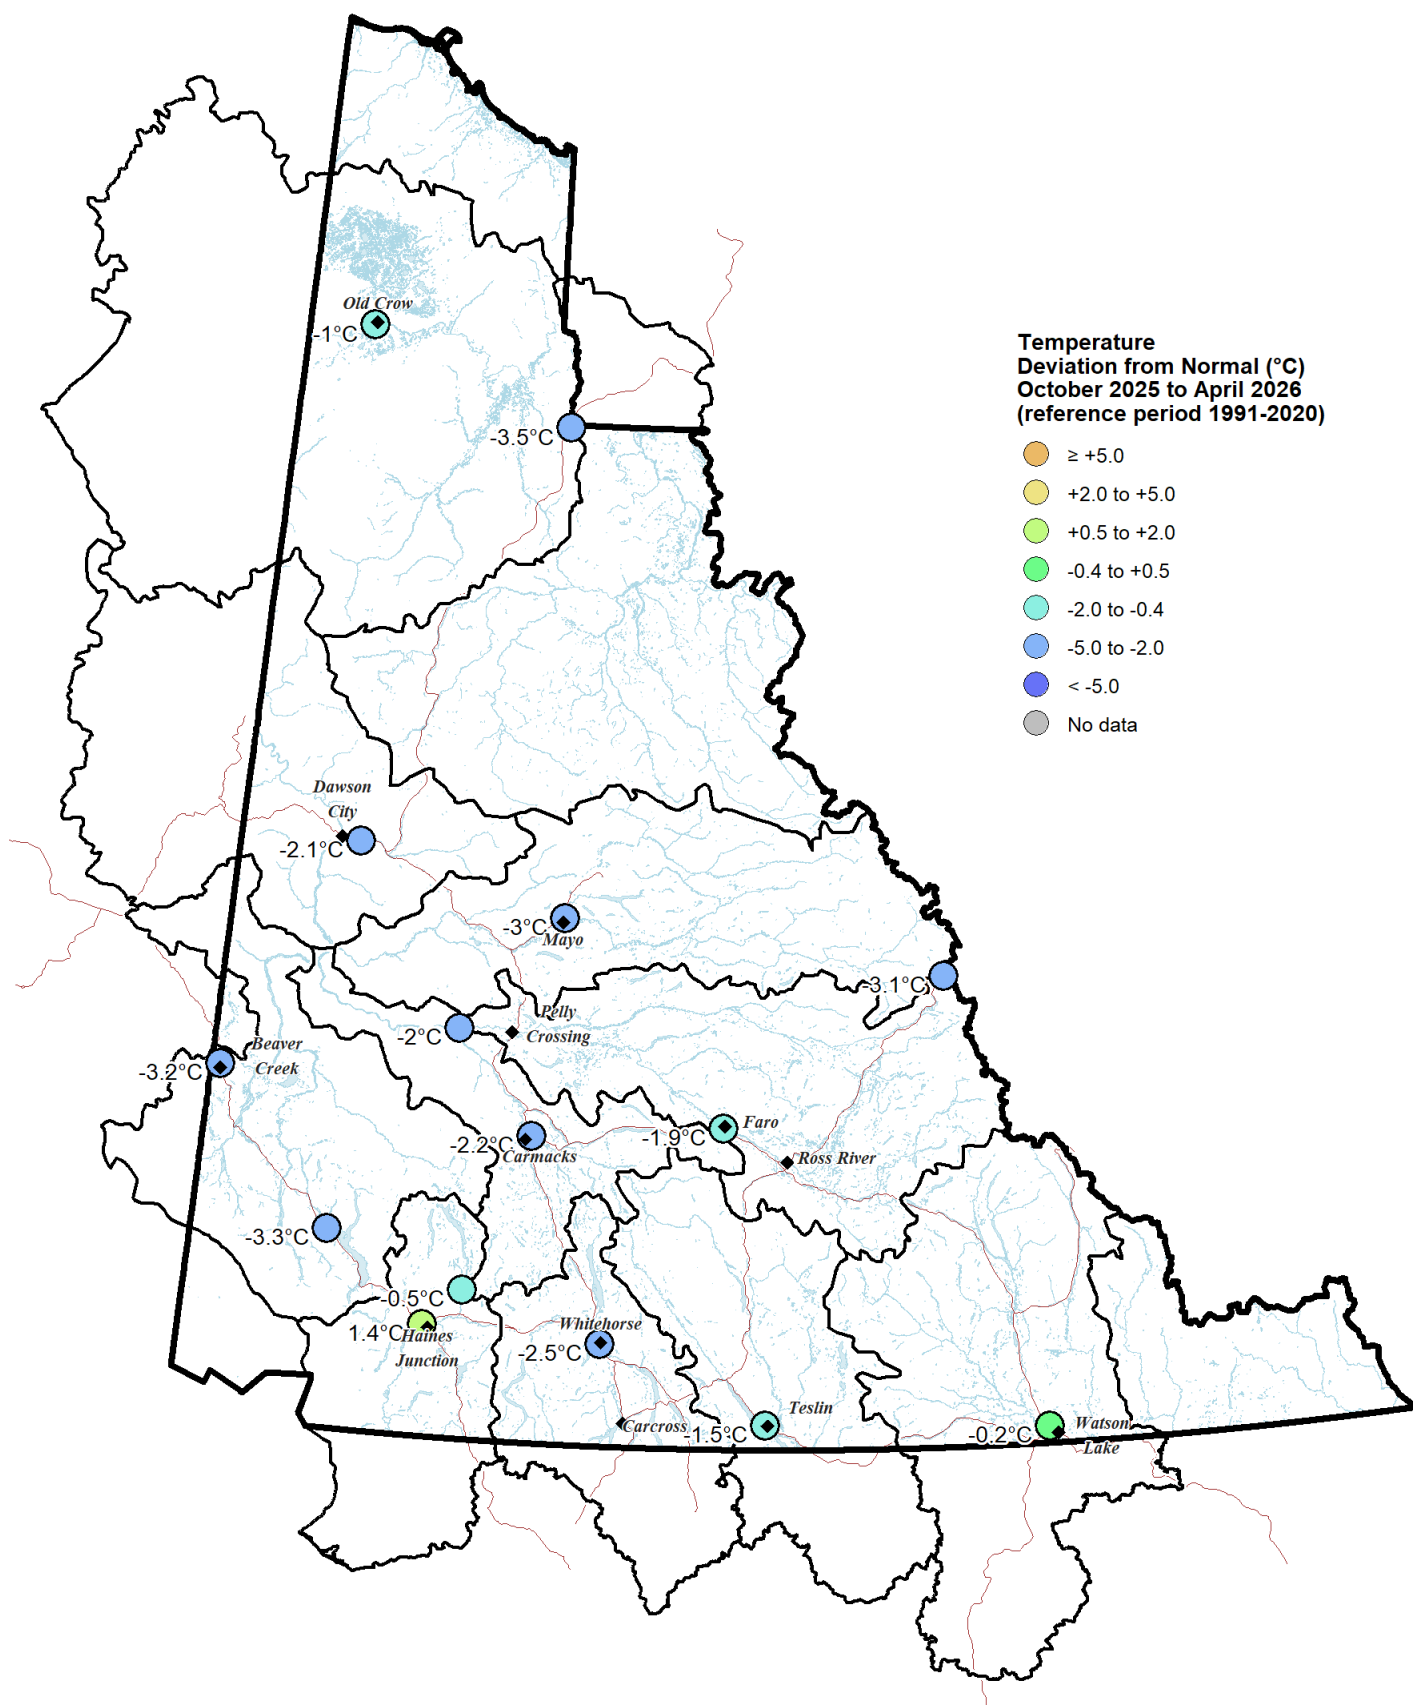 Old Crow
-1°C
-3.5°C
Temperature
Deviation from Normal (°C)
October 2025 to April 2026
(reference period 1991-2020)
≥ +5.0
+2.0 to +5.0
+0.5 to +2.0
-0.4 to +0.5
-2.0 to -0.4
-5.0 to -2.0
< -5.0
No data
Dawson
City
-2.1°C
-3°C
Mayo
-3.1°C
Pelly
Crossing
-2°C
Beaver
Creek
-3.2°C
Faro
-1.9°C
-2.2°C
Carmacks
Ross River
-3.3°C
-0.5°C
1.4°C
Haines
Junction
Whitehorse
-2.5°C
Carcross
Teslin
-1.5°C
-0.2°C
Watson
Lake